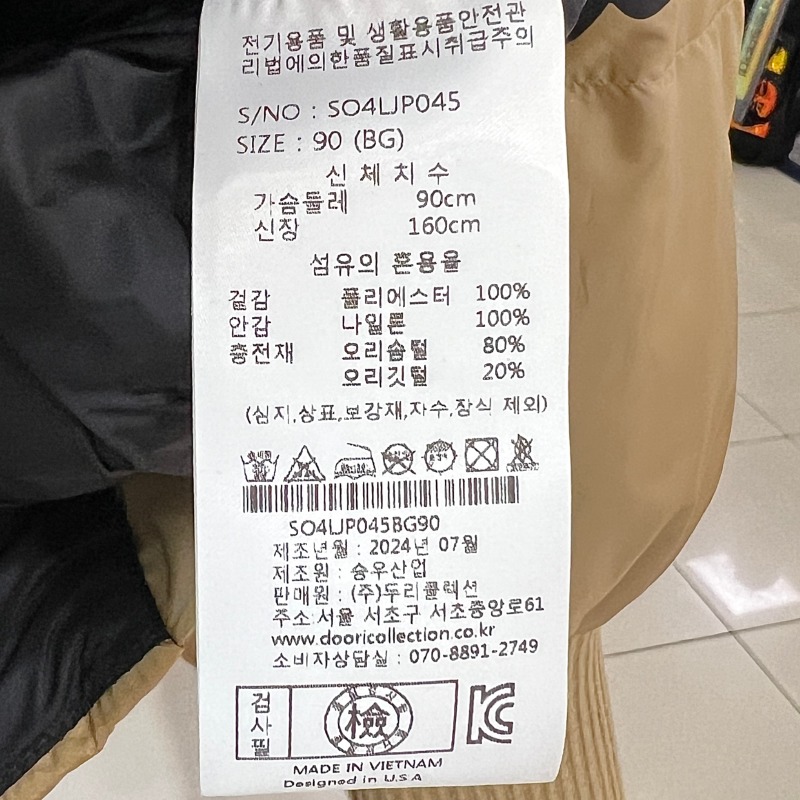 전기용품 및 생활용품안전관
리법에의한품질표시취급주의
S/NO : SO4LJP045
SIZE : 90 (BG)
신 체 치 수
가슴둘레 90cm
신장 160cm
섬유의 혼용율
겉감 폴리에스터 100%
안감 나일론 100%
충전재 오리솜털 80%
오리깃털 20%
(심지,상표,보강재,자수,장식 제외)
SO4LJP045BG90
제조년월 : 2024년 07월
제조원 : 승우산업
판매원 : (주)두리콜렉션
주소:서울 서초구 서초중앙로61
www.dooricollection.co.kr
소비자상담실 : 070-8891-2749
검사필
檢
KC
MADE IN VIETNAM
Designed in U.S.A